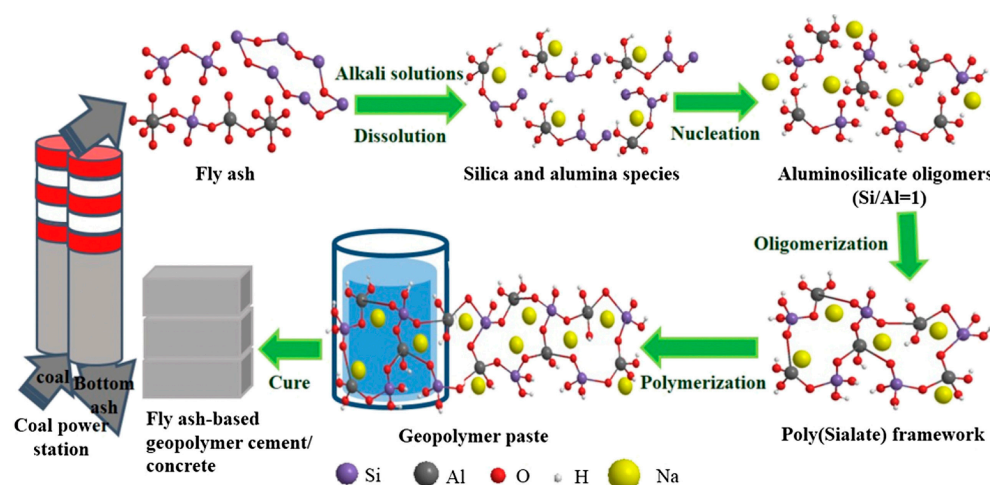 Alkali solutions
Dissolution
Nucleation
Fly ash
Silica and alumina species
Aluminosilicate oligomers
(Si/Al=1)
Oligomerization
coal
Bottom
ash
Coal power
station
Cure
Fly ash-based
geopolymer cement/
concrete
Geopolymer paste
Polymerization
Poly(Sialate) framework
Si
Al
O
H
Na